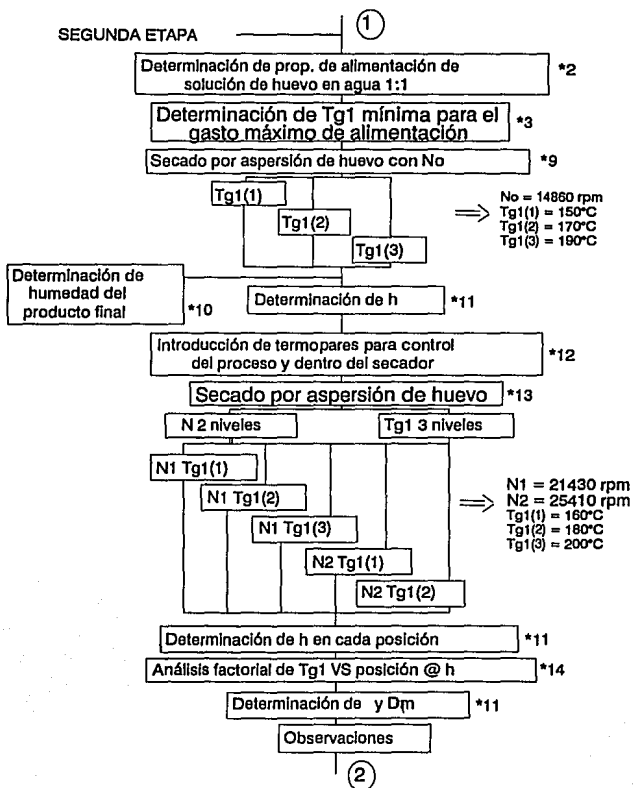 1
SEGUNDA ETAPA
Determinación de prop. de alimentación de
solución de huevo en agua 1:1
*2
Determinación de Tg1 mínima para el
gasto máximo de alimentación
*3
Secado por aspersión de huevo con No
*9
Tg1(1)
Tg1(2)
Tg1(3)
No = 14860 rpm
Tg1(1) = 150°C
Tg1(2) = 170°C
Tg1(3) = 190°C
Determinación de
humedad del
producto final
*10
Determinación de h
*11
Introducción de termopares para control
del proceso y dentro del secador
*12
Secado por aspersión de huevo
*13
N 2 niveles
Tg1 3 niveles
N1 Tg1(1)
N1 Tg1(2)
N1 Tg1(3)
N2 Tg1(1)
N2 Tg1(2)
N1 = 21430 rpm
N2 = 25410 rpm
Tg1(1) = 160°C
Tg1(2) = 180°C
Tg1(3) = 200°C
Determinación de h en cada posición
*11
Análisis factorial de Tg1 VS posición @ h
*14
Determinación de y Dm
*11
Observaciones
2